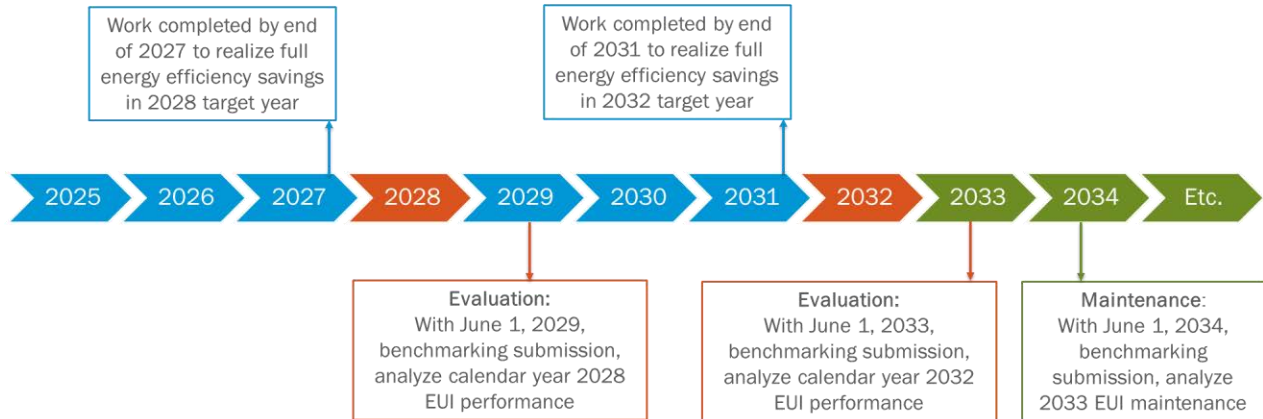 Work completed by end
of 2027 to realize full
energy efficiency savings
in 2028 target year
Work completed by end
of 2031 to realize full
energy efficiency savings
in 2032 target year
2025
2026
2027
2028
2029
2030
2031
2032
2033
2034
Etc.
Evaluation:
With June 1, 2029,
benchmarking submission,
analyze calendar year 2028
EUI performance
Evaluation:
With June 1, 2033,
benchmarking submission,
analyze calendar year 2032
EUI performance
Maintenance:
With June 1, 2034,
benchmarking
submission, analyze
2033 EUI maintenance